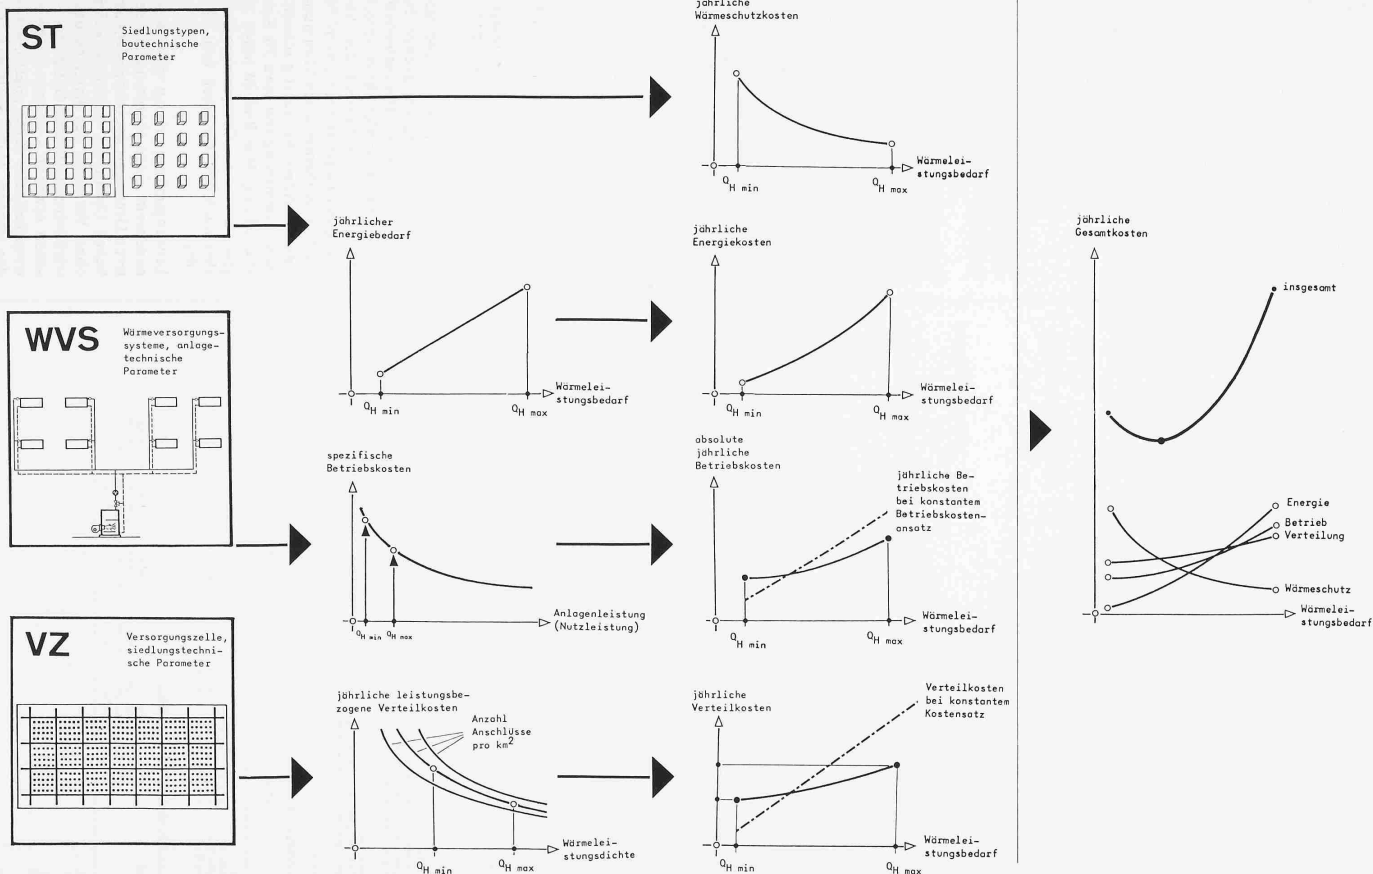 ST
Siedlungstypen,
bautechnische
Parameter
jährliche
Wärmeschutzkosten
Wärmelei-
stungsbedarf
Q H min
Q H max
jährlicher
Energiebedarf
Wärmelei-
stungsbedarf
Q H min
Q H max
jährliche
Energiekosten
Wärmelei-
stungsbedarf
Q H min
Q H max
WVS
Wärmeversorgungs-
systeme, anlage-
technische
Parameter
spezifische
Betriebskosten
Anlagenleistung
(Nutzleistung)
Q H min
Q H max
absolute
jährliche
Betriebskosten
jährliche Be-
triebskosten
bei konstantem
Betriebskosten-
ansatz
Wärmelei-
stungsbedarf
Q H min
Q H max
VZ
Versorgungszelle,
siedlungstechni-
sche Parameter
jährliche leistungsbe-
zogene Verteilkosten
Anzahl
Anschlüsse
pro km²
Wärmelei-
stungsdichte
Q H min
Q H max
jährliche
Verteilkosten
Verteilkosten
bei konstantem
Kostensatz
Wärmelei-
stungsbedarf
Q H min
Q H max
jährliche
Gesamtkosten
insgesamt
Energie
Betrieb
Verteilung
Wärmeschutz
Wärmelei-
stungsbedarf